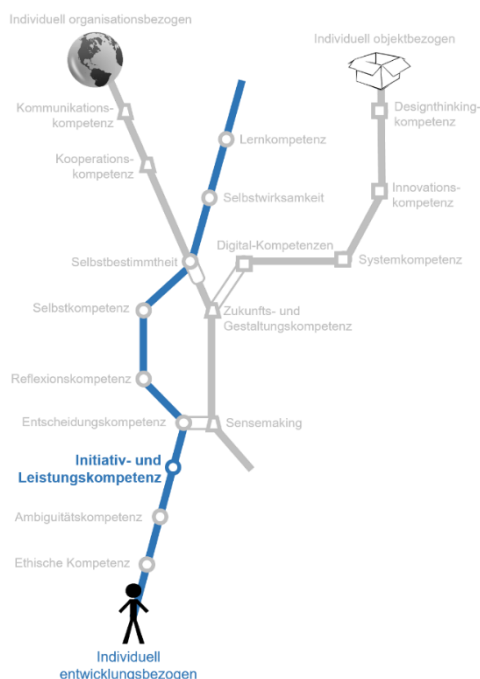 Individuell organisationsbezogen
Individuell objektbezogen
Kommunikations-
kompetenz
Designthinking-
kompetenz
Lernkompetenz
Kooperations-
kompetenz
Innovations-
kompetenz
Selbstwirksamkeit
Digital-Kompetenzen
Selbstbestimmtheit
Systemkompetenz
Selbstkompetenz
Zukunfts- und
Gestaltungskompetenz
Reflexionskompetenz
Entscheidungskompetenz
Sensemaking
Initiativ- und
Leistungskompetenz
Ambiguitätskompetenz
Ethische Kompetenz
Individuell
entwicklungsbezogen